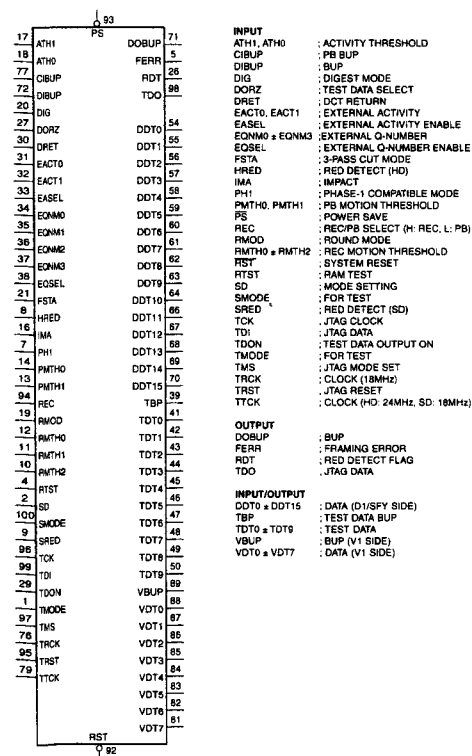 93
PS
17 ATH1 DOBUP 71
18 ATH0 FERR 5
77 CIBUP RDT 26
72 DIBUP TDO 98
20 DIG
27 DORZ DDT0 54
30 DRET DDT1 55
31 EACT0 DDT2 56
32 EACT1 DDT3 57
33 EASEL DDT4 58
34 EQNM0 DDT5 59
35 EQNM1 DDT6 60
36 EQNM2 DDT7 61
37 EQNM3 DDT8 62
38 EQSEL DDT9 63
21 FSTA DDT10 64
8 HRED DDT11 66
16 IMA DDT12 67
7 PH1 DDT13 68
14 PMTH0 DDT14 69
13 PMTH1 DDT15 70
94 REC TBP 39
19 RMOD TDT0 41
12 RMTH0 TDT1 42
11 RMTH1 TDT2 43
10 RMTH2 TDT3 44
4 RTST TDT4 45
2 SD TDT5 46
100 SMODE TDT6 47
9 SRED TDT7 48
96 TCK TDT8 49
99 TDI TDT9 50
29 TDON VBUP 89
1 TMODE VDT0 88
97 TMS VDT1 87
76 TRCK VDT2 86
95 TRST VDT3 85
79 TTCK VDT4 84
VDT5 83
VDT6 82
VDT7 81
RST
92
INPUT
ATH1, ATH0 ; ACTIVITY THRESHOLD
CIBUP ; PB BUP
DIBUP ; BUP
DIG ; DIGEST MODE
DORZ ; TEST DATA SELECT
DRET ; DCT RETURN
EACT0, EACT1 ; EXTERNAL ACTIVITY
EASEL ; EXTERNAL ACTIVITY ENABLE
EQNM0 ± EQNM3 ; EXTERNAL Q-NUMBER
EQSEL ; EXTERNAL Q-NUMBER ENABLE
FSTA ; 3-PASS CUT MODE
HRED ; RED DETECT (HD)
IMA ; IMPACT
PH1 ; PHASE-1 COMPATIBLE MODE
PMTH0, PMTH1 ; PB MOTION THRESHOLD
PS ; POWER SAVE
REC ; REC/PB SELECT (H: REC, L: PB)
RMOD ; ROUND MODE
RMTH0 ± RMTH2 ; REC MOTION THRESHOLD
RST ; SYSTEM RESET
RTST ; RAM TEST
SD ; MODE SETTING
SMODE ; FOR TEST
SRED ; RED DETECT (SD)
TCK ; JTAG CLOCK
TDI ; JTAG DATA
TDON ; TEST DATA OUTPUT ON
TMODE ; FOR TEST
TMS ; JTAG MODE SET
TRCK ; CLOCK (18MHz)
TRST ; JTAG RESET
TTCK ; CLOCK (HD: 24MHz, SD: 18MHz)
OUTPUT
DOBUP ; BUP
FERR ; FRAMING ERROR
RDT ; RED DETECT FLAG
TDO ; JTAG DATA
INPUT/OUTPUT
DDT0 ± DDT15 ; DATA (D1/SFY SIDE)
TBP ; TEST DATA BUP
TDT0 ± TDT9 ; TEST DATA
VBUP ; BUP (V1 SIDE)
VDT0 ± VDT7 ; DATA (V1 SIDE)